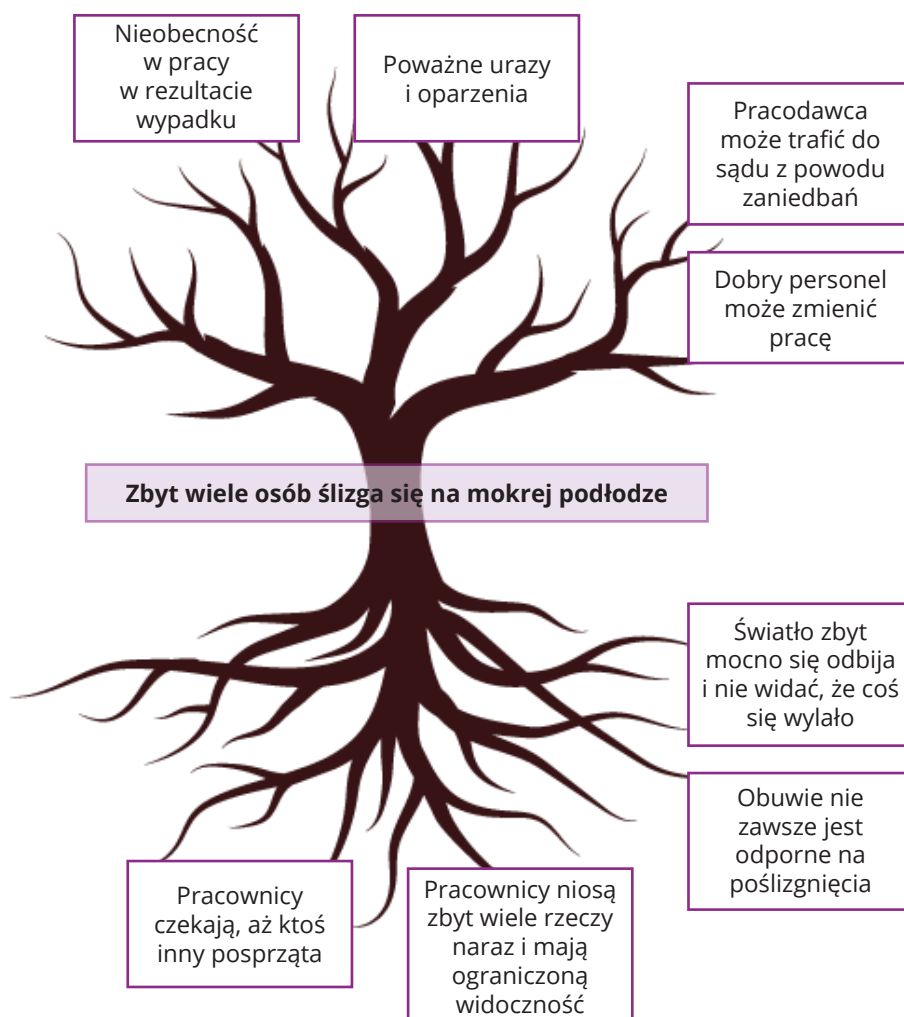 Nieobecność
w pracy
w rezultacie
wypadku
Poważne urazy
i oparzenia
Pracodawca
może trafić do
sądu z powodu
zaniedbań
Dobry personel
może zmienić
pracę
Zbyt wiele osób ślizga się na mokrej podłodze
Światło zbyt
mocno się odbija
i nie widać, że coś
się wylało
Obuwie nie
zawsze jest
odporne na
poślizgnięcia
Pracownicy
czekają, aż ktoś
inny posprząta
Pracownicy niosą
zbyt wiele rzeczy
naraz i mają
ograniczoną
widoczność